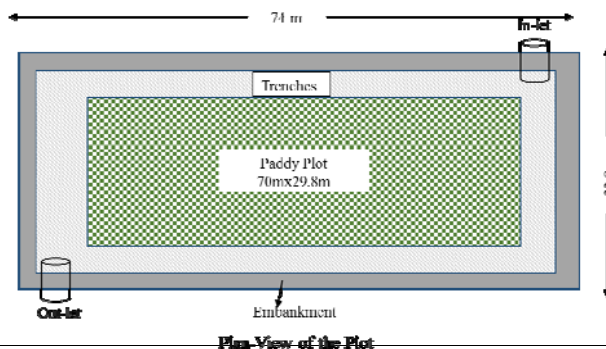 74 m
In-let
Trenches
Paddy Plot
70mx29.8m
Out-let
Embankment
Plan-View of the Plot